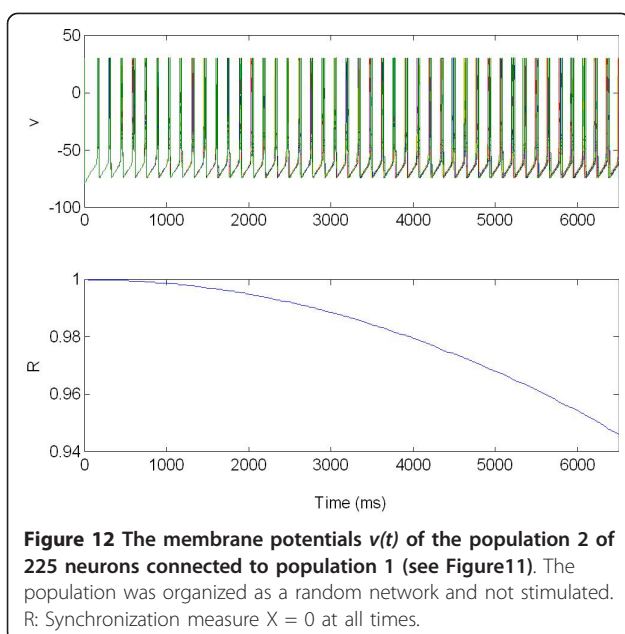 50
0
-50
-100
v
0 1000 2000 3000 4000 5000 6000
1
0.98
0.96
0.94
R
0 1000 2000 3000 4000 5000 6000
Time (ms)
Figure 12 The membrane potentials v(t) of the population 2 of
225 neurons connected to population 1 (see Figure11). The
population was organized as a random network and not stimulated.
R: Synchronization measure X = 0 at all times.